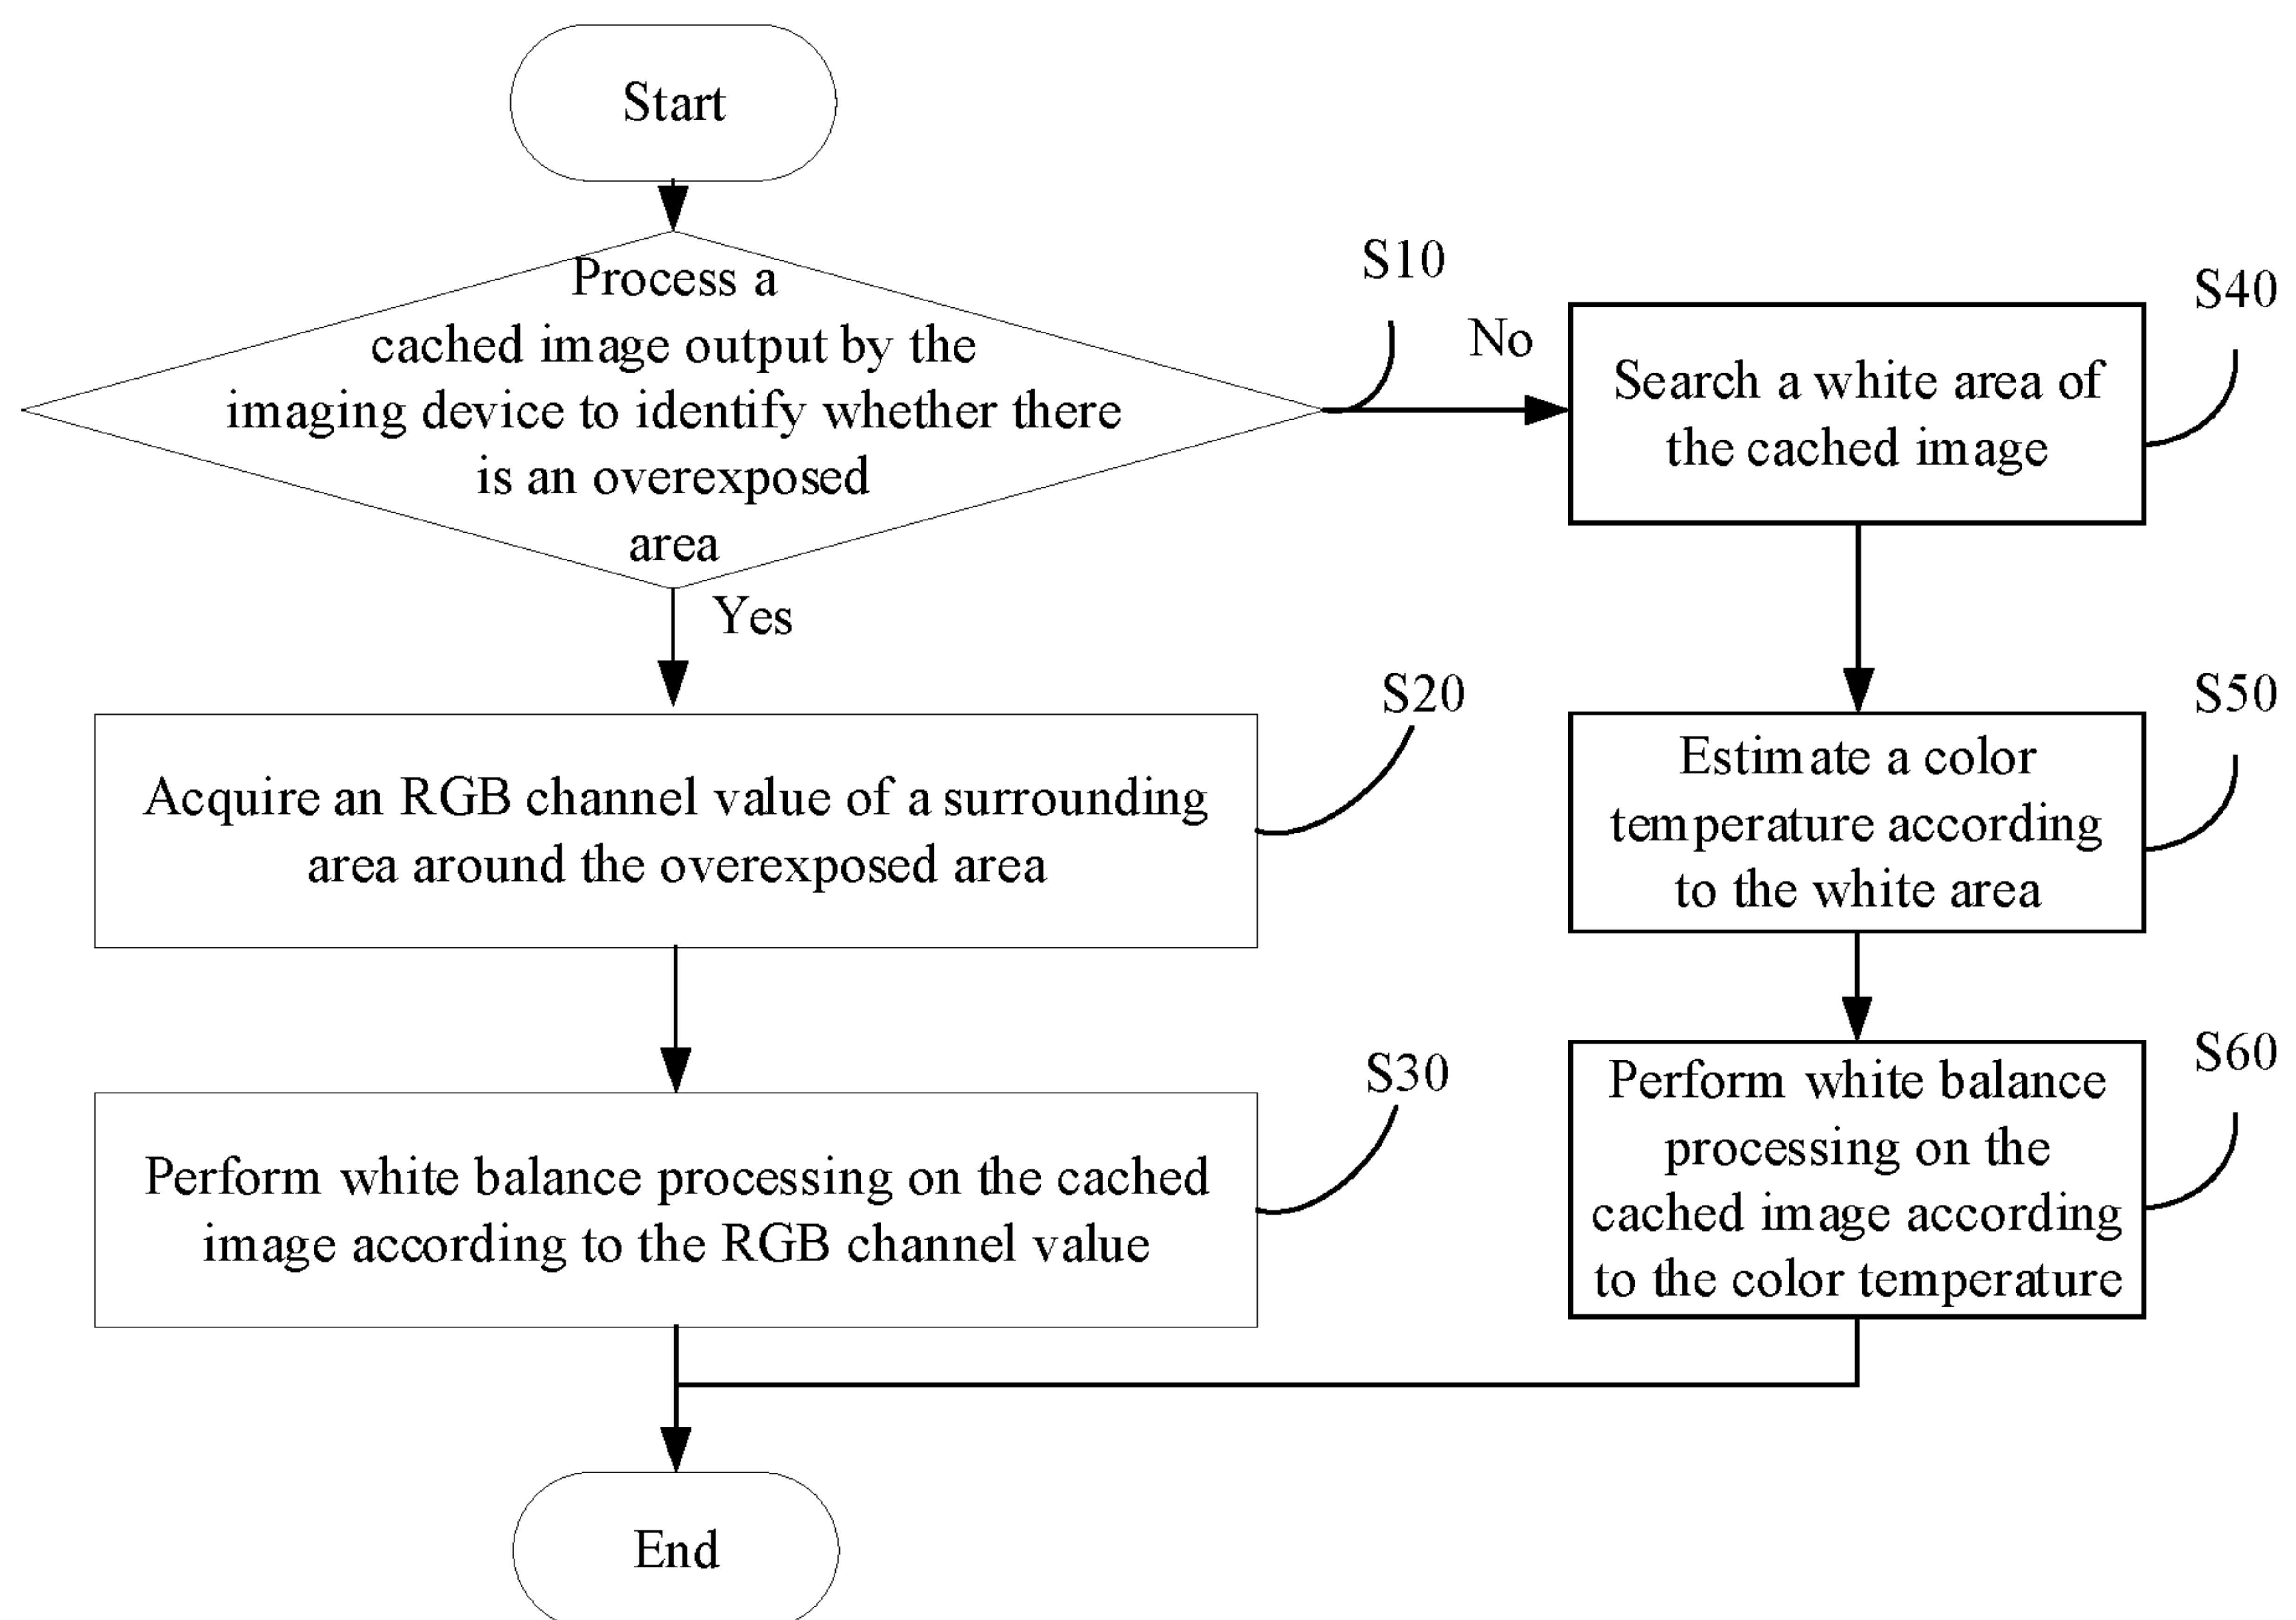 Start
Process a
cached image output by the
imaging device to identify whether there
is an overexposed
area
S10
No
Yes
S20
Acquire an RGB channel value of a surrounding
area around the overexposed area
S30
Perform white balance processing on the cached
image according to the RGB channel value
S40
Search a white area of
the cached image
S50
Estimate a color
temperature according
to the white area
S60
Perform white balance
processing on the
cached image according
to the color temperature
End